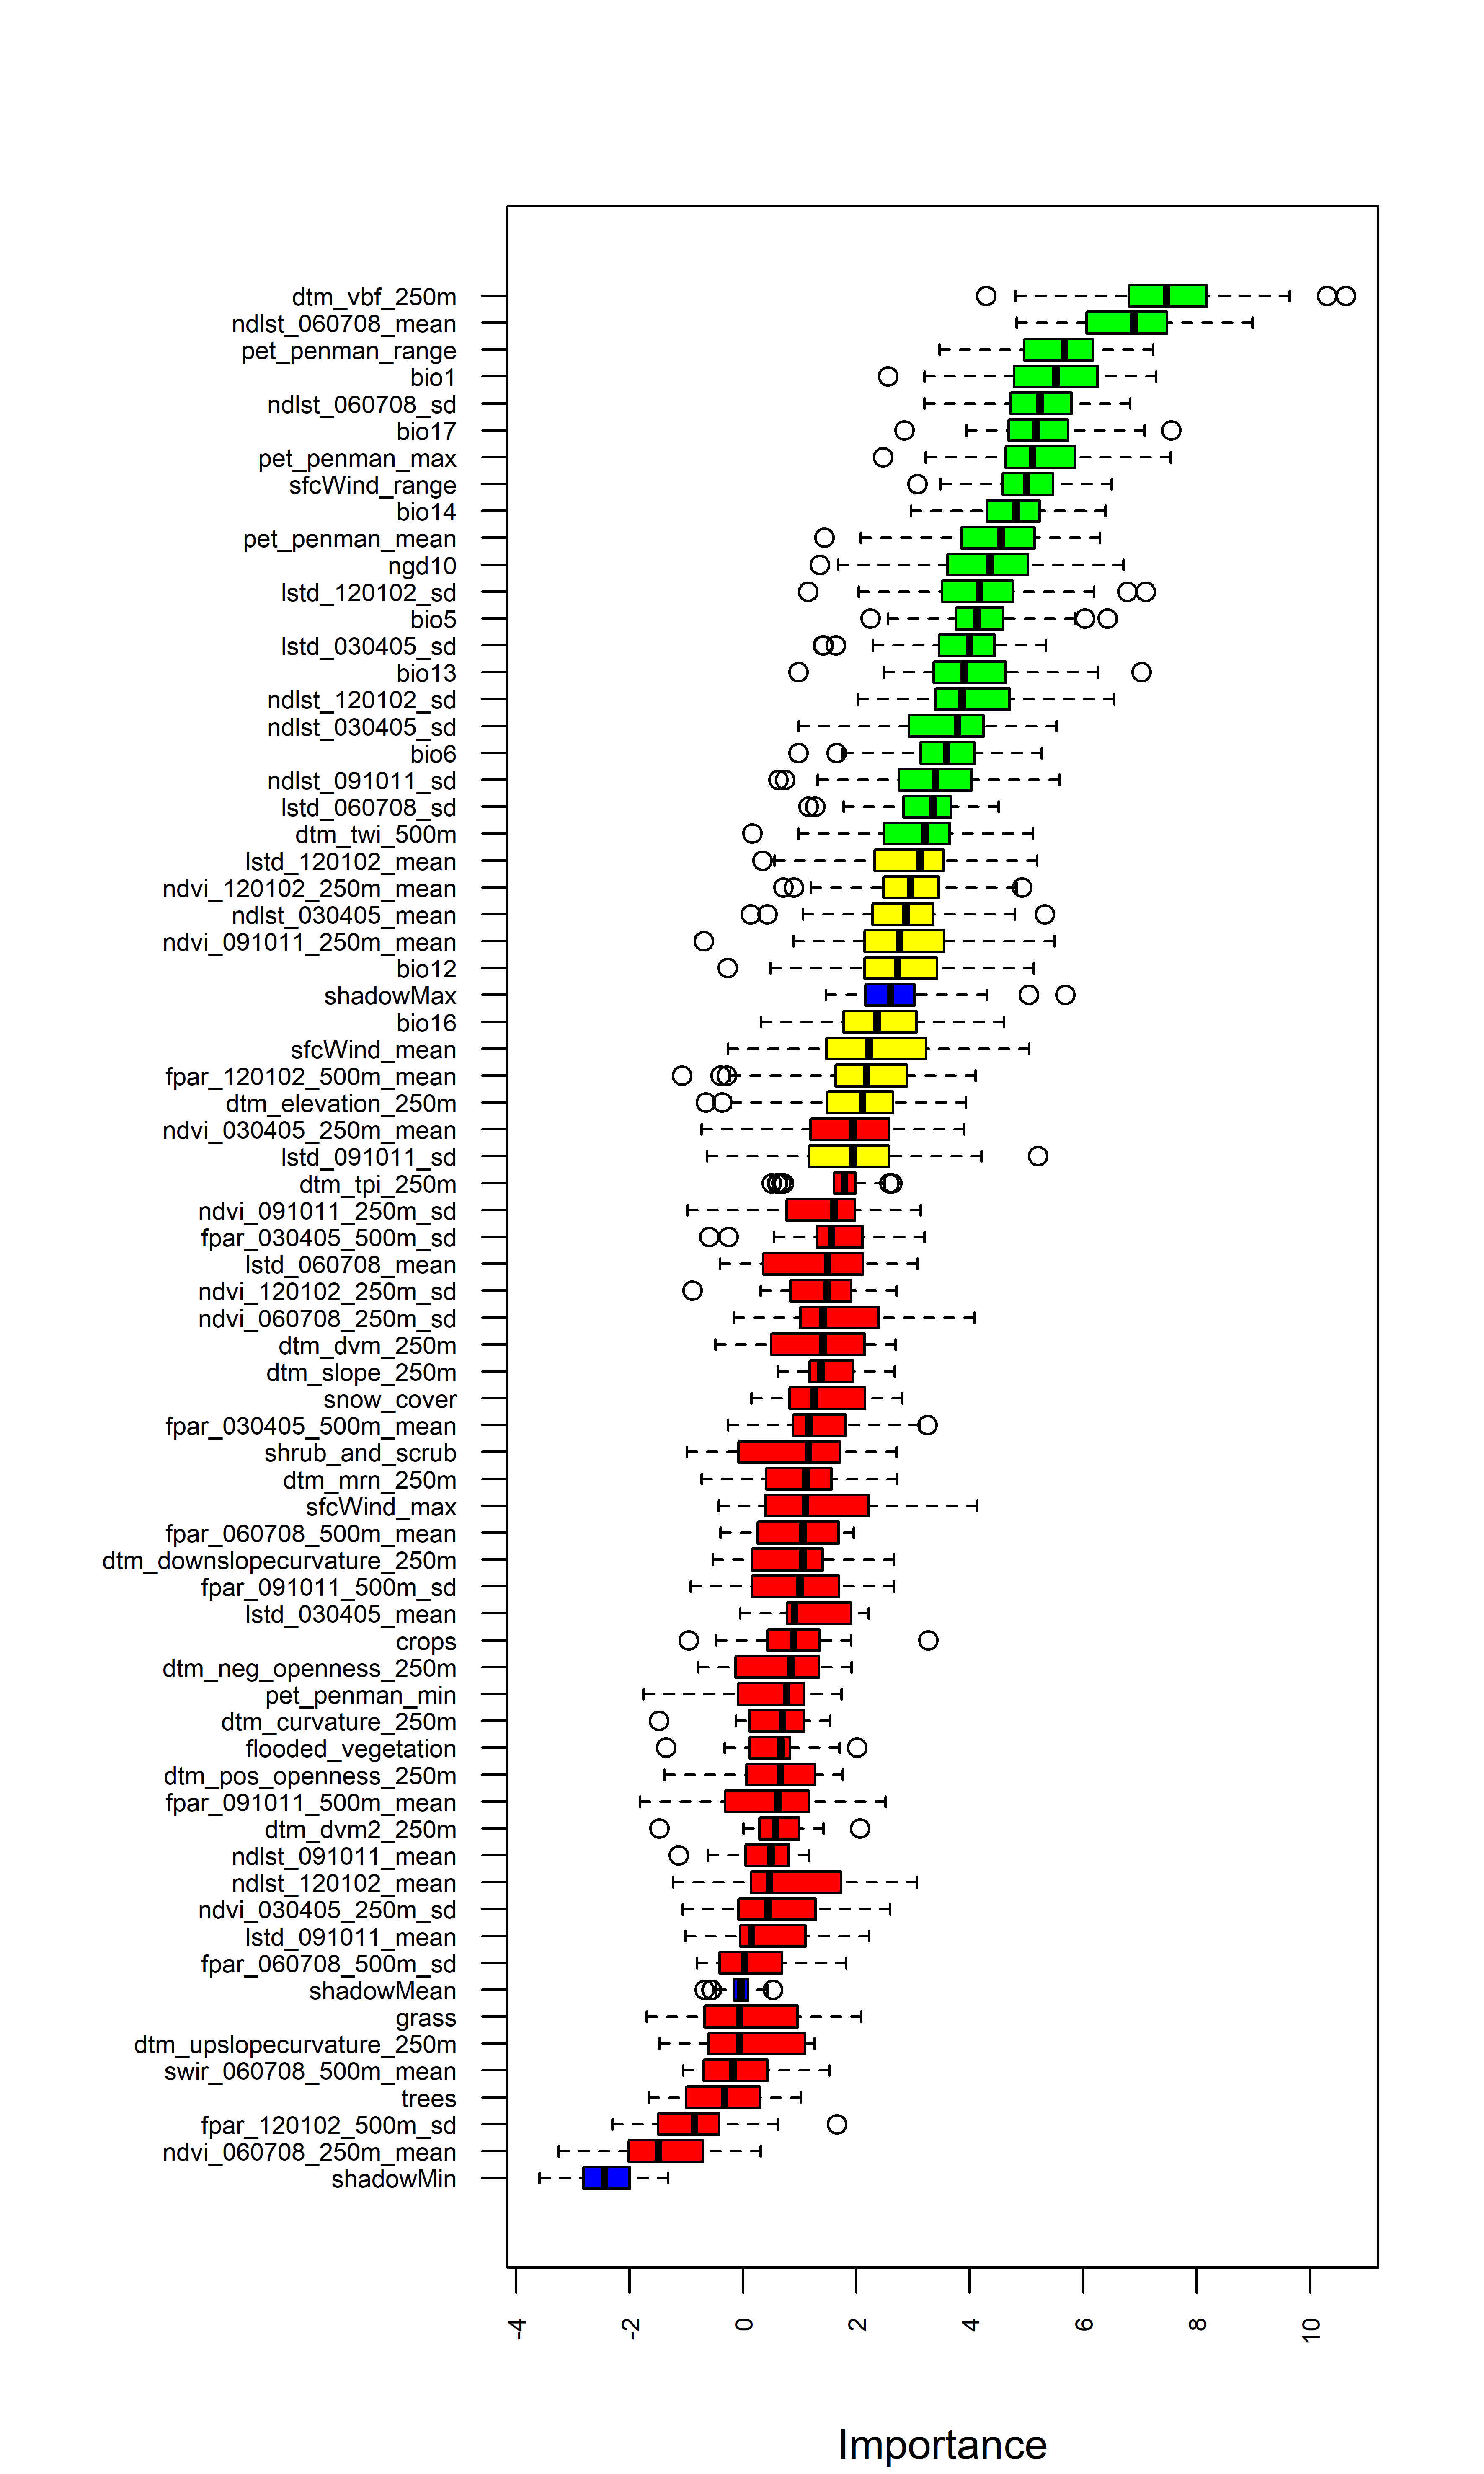 dtm_vbf_250m
ndlst_060708_mean
pet_penman_range
bio1
ndlst_060708_sd
bio17
pet_penman_max
sfcWind_range
bio14
pet_penman_mean
ngd10
lstd_120102_sd
bio5
lstd_030405_sd
bio13
ndlst_120102_sd
ndlst_030405_sd
bio6
ndlst_091011_sd
lstd_060708_sd
dtm_twi_500m
lstd_120102_mean
ndvi_120102_250m_mean
ndlst_030405_mean
ndvi_091011_250m_mean
bio12
shadowMax
bio16
sfcWind_mean
fpar_120102_500m_mean
dtm_elevation_250m
ndvi_030405_250m_mean
lstd_091011_sd
dtm_tpi_250m
ndvi_091011_250m_sd
fpar_030405_500m_sd
lstd_060708_mean
ndvi_120102_250m_sd
ndvi_060708_250m_sd
dtm_dvm_250m
dtm_slope_250m
snow_cover
fpar_030405_500m_mean
shrub_and_scrub
dtm_mrn_250m
sfcWind_max
fpar_060708_500m_mean
dtm_downslopecurvature_250m
fpar_091011_500m_sd
lstd_030405_mean
crops
dtm_neg_openness_250m
pet_penman_min
dtm_curvature_250m
flooded_vegetation
dtm_pos_openness_250m
fpar_091011_500m_mean
dtm_dvm2_250m
ndlst_091011_mean
ndlst_120102_mean
ndvi_030405_250m_sd
lstd_091011_mean
fpar_060708_500m_sd
shadowMean
grass
dtm_upslopecurvature_250m
swir_060708_500m_mean
trees
fpar_120102_500m_sd
ndvi_060708_250m_mean
shadowMin
-4 -2 0 2 4 6 8 10
Importance